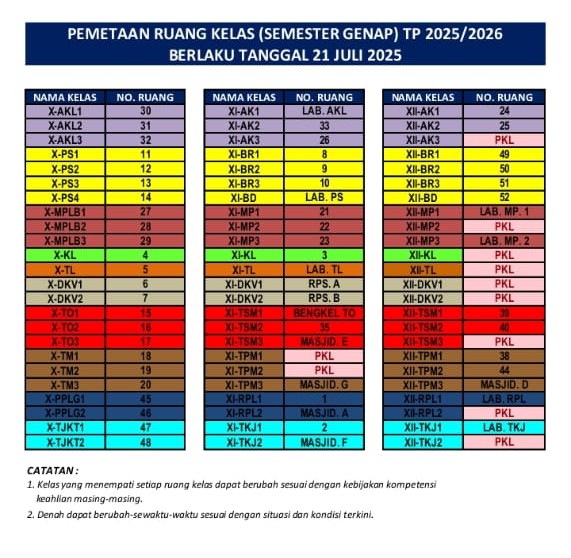 PEMETAAN RUANG KELAS (SEMESTER GENAP) TP 2025/2026
BERLAKU TANGGAL 21 JULI 2025
NAMA KELAS NO. RUANG NAMA KELAS NO. RUANG NAMA KELAS NO. RUANG
X-AKL1 30 XI-AK1 LAB. AKL XII-AK1 24
X-AKL2 31 XI-AK2 33 XII-AK2 25
X-AKL3 32 XI-AK3 26 XII-AK3 PKL
X-PS1 11 XI-BR1 8 XII-BR1 49
X-PS2 12 XI-BR2 9 XII-BR2 50
X-PS3 13 XI-BR3 10 XII-BR3 51
X-PS4 14 XI-BD LAB. PS XII-BD 52
X-MPLB1 27 XI-MP1 21 XII-MP1 LAB. MP. 1
X-MPLB2 28 XI-MP2 22 XII-MP2 PKL
X-MPLB3 29 XI-MP3 23 XII-MP3 LAB. MP. 2
X-KL 4 XI-KL 3 XII-KL PKL
X-TL 5 XI-TL LAB. TL XII-TL PKL
X-DKV1 6 XI-DKV1 RPS. A XII-DKV1 PKL
X-DKV2 7 XI-DKV2 RPS. B XII-DKV2 PKL
X-TO1 15 XI-TSM1 BENGKEL TO XII-TSM1 39
X-TO2 16 XI-TSM2 35 XII-TSM2 40
X-TO3 17 XI-TSM3 MASJID. E XII-TSM3 PKL
X-TM1 18 XI-TPM1 PKL XII-TPM1 38
X-TM2 19 XI-TPM2 PKL XII-TPM2 44
X-TM3 20 XI-TPM3 MASJID. G XII-TPM3 MASJID. D
X-PPLG1 45 XI-RPL1 1 XII-RPL1 LAB. RPL
X-PPLG2 46 XI-RPL2 MASJID. A XII-RPL2 PKL
X-TJKT1 47 XI-TKJ1 2 XII-TKJ1 LAB. TKJ
X-TJKT2 48 XI-TKJ2 MASJID. F XII-TKJ2 PKL
CATATAN :
1. Kelas yang menempati setiap ruang kelas dapat berubah sesuai dengan kebijakan kompetensi
keahlian masing-masing.
2. Denah dapat berubah-sewaktu-waktu sesuai dengan situasi dan kondisi terkini.